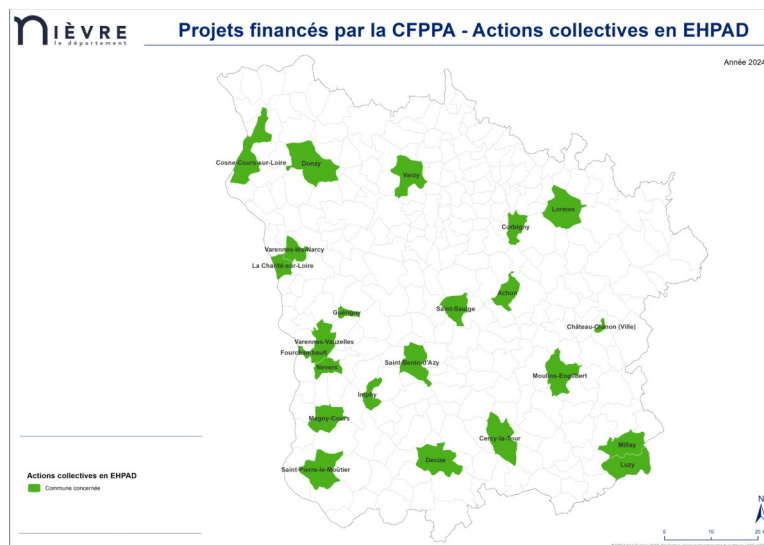 NIÈVRE
le département
Projets financés par la CFPPA - Actions collectives en EHPAD
Année 2024
Cosne-Cours-sur-Loire
Donzy
Varzy
Lormes
Corbigny
Varennes-lès-Narcy
La Charité-sur-Loire
Achun
Saint-Saulge
Guérigny
Château-Chinon (Ville)
Varennes-Vauzelles
Fourchambault
Nevers
Saint-Benin-d'Azy
Moulins-Engilbert
Imphy
Magny-Cours
Cercy-la-Tour
Millay
Decize
Luzy
Saint-Pierre-le-Moûtier
Actions collectives en EHPAD
Commune concernée
N
0 10 20